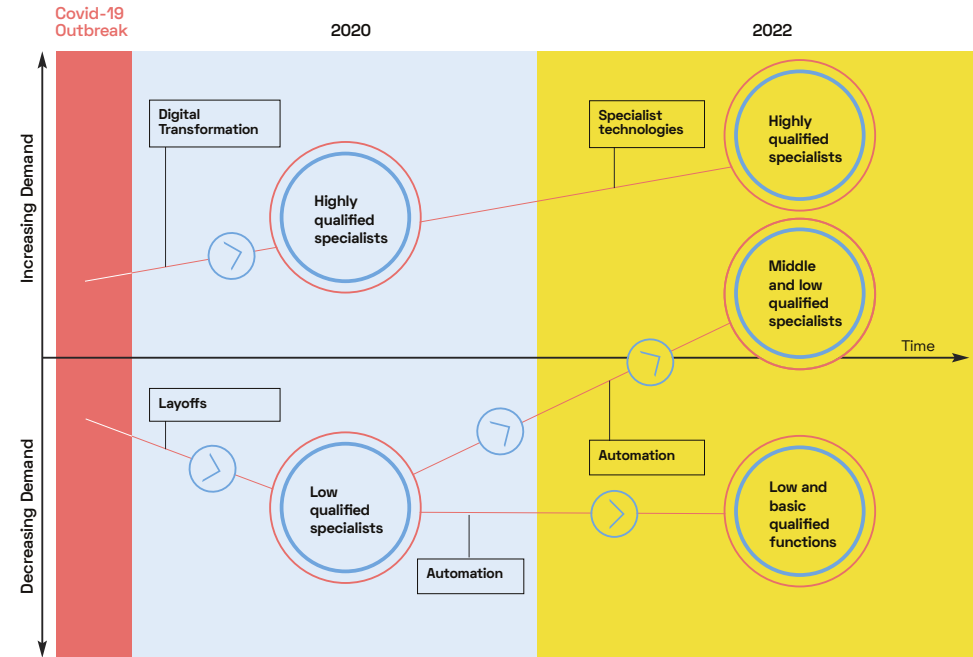 Covid-19
Outbreak
2020
2022
Increasing Demand
Decreasing Demand
Digital
Transformation
Highly
qualified
specialists
Specialist
technologies
Highly
qualified
specialists
Middle
and low
qualified
specialists
Time
Layoffs
Low
qualified
specialists
Automation
Automation
Low and
basic
qualified
functions